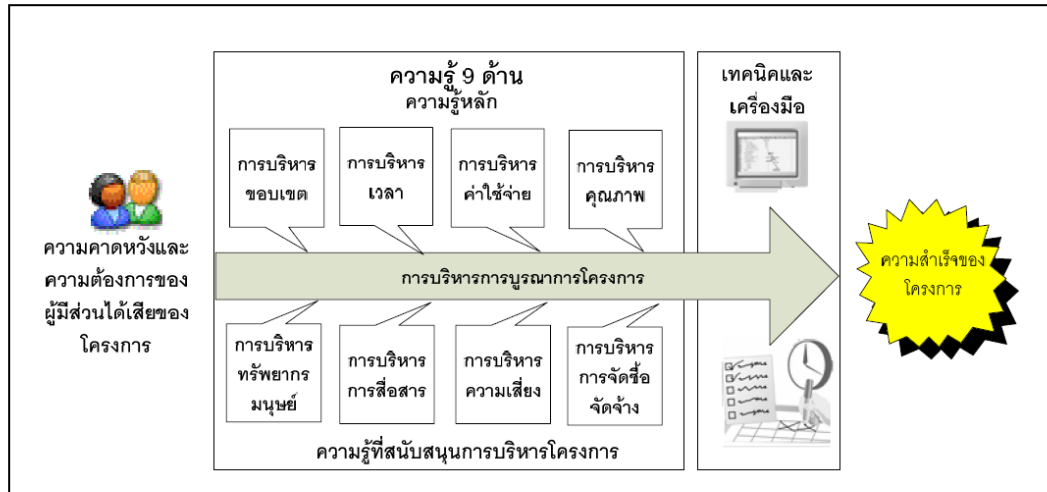 ความรู้ 9 ด้าน
ความรู้หลัก
การบริหาร
ขอบเขต
การบริหาร
เวลา
การบริหาร
ค่าใช้จ่าย
การบริหาร
คุณภาพ
เทคนิคและ
เครื่องมือ
ความคาดหวังและ
ความต้องการของ
ผู้มีส่วนได้เสียของ
โครงการ
การบริหารการบูรณาการโครงการ
ความสำเร็จของ
โครงการ
การบริหาร
ทรัพยากร
มนุษย์
การบริหาร
การสื่อสาร
การบริหาร
ความเสี่ยง
การบริหาร
การจัดซื้อ
จัดจ้าง
ความรู้ที่สนับสนุนการบริหารโครงการ